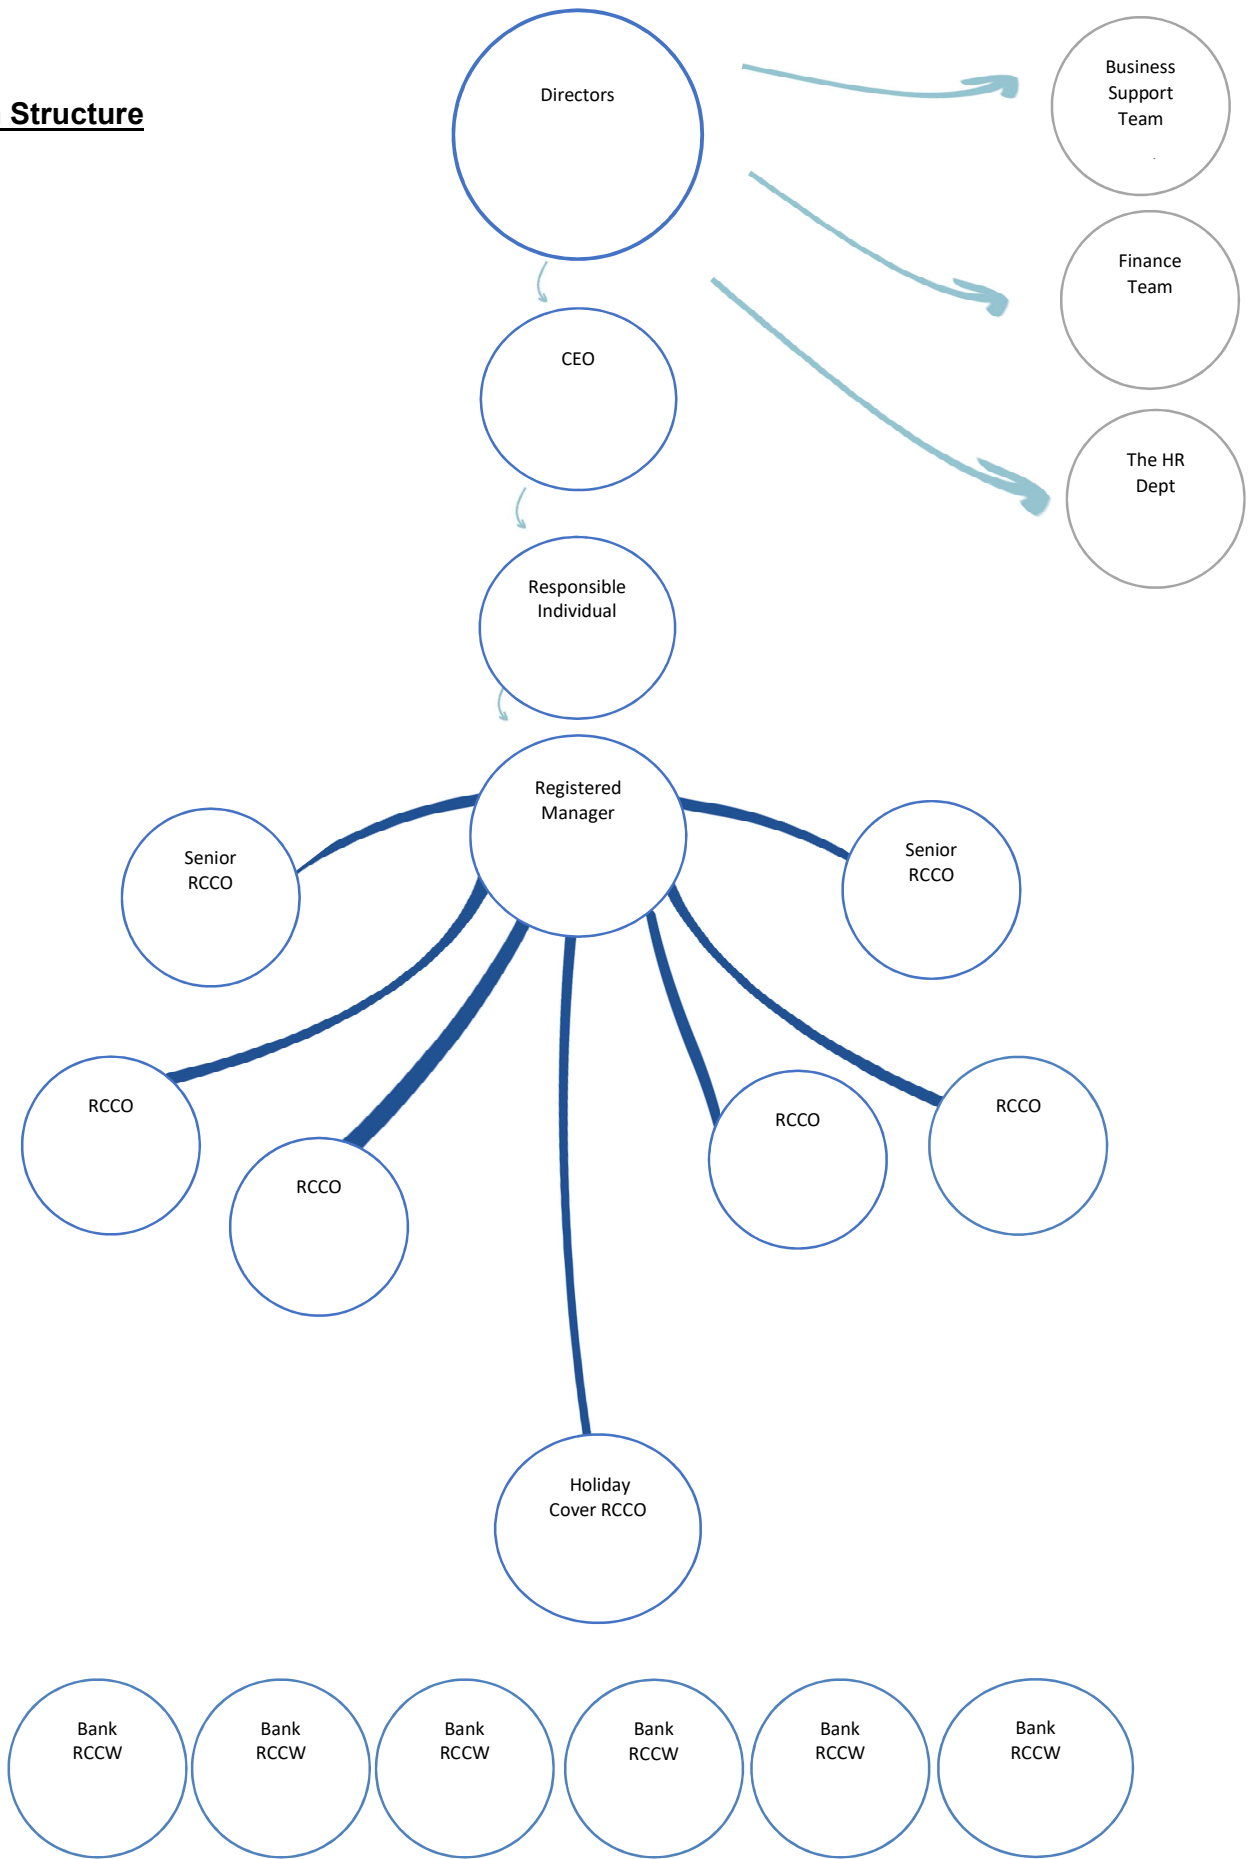 Structure
Directors
Business
Support
Team
Finance
Team
CEO
The HR
Dept
Responsible
Individual
Registered
Manager
Senior
RCCO
Senior
RCCO
RCCO
RCCO
RCCO
RCCO
Holiday
Cover RCCO
Bank
RCCW
Bank
RCCW
Bank
RCCW
Bank
RCCW
Bank
RCCW
Bank
RCCW